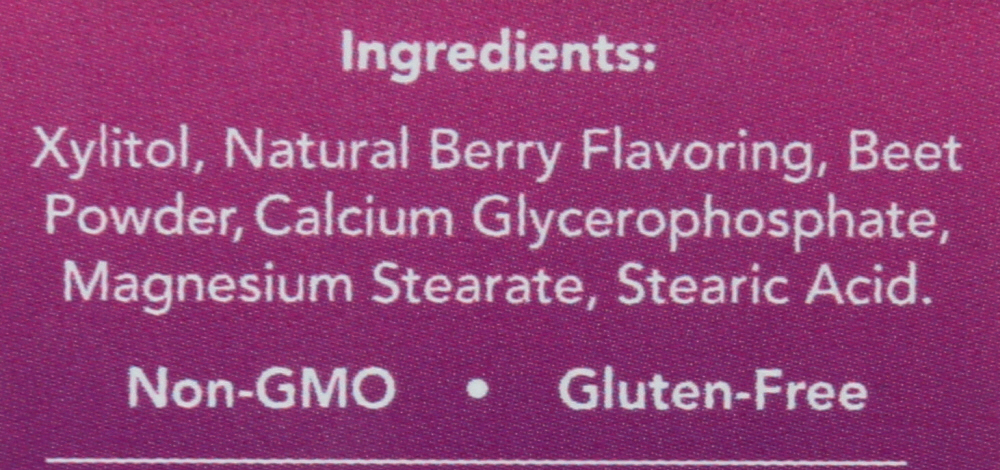 Ingredients:
Xylitol, Natural Berry Flavoring, Beet
Powder, Calcium Glycerophosphate,
Magnesium Stearate, Stearic Acid.
Non-GMO • Gluten-Free